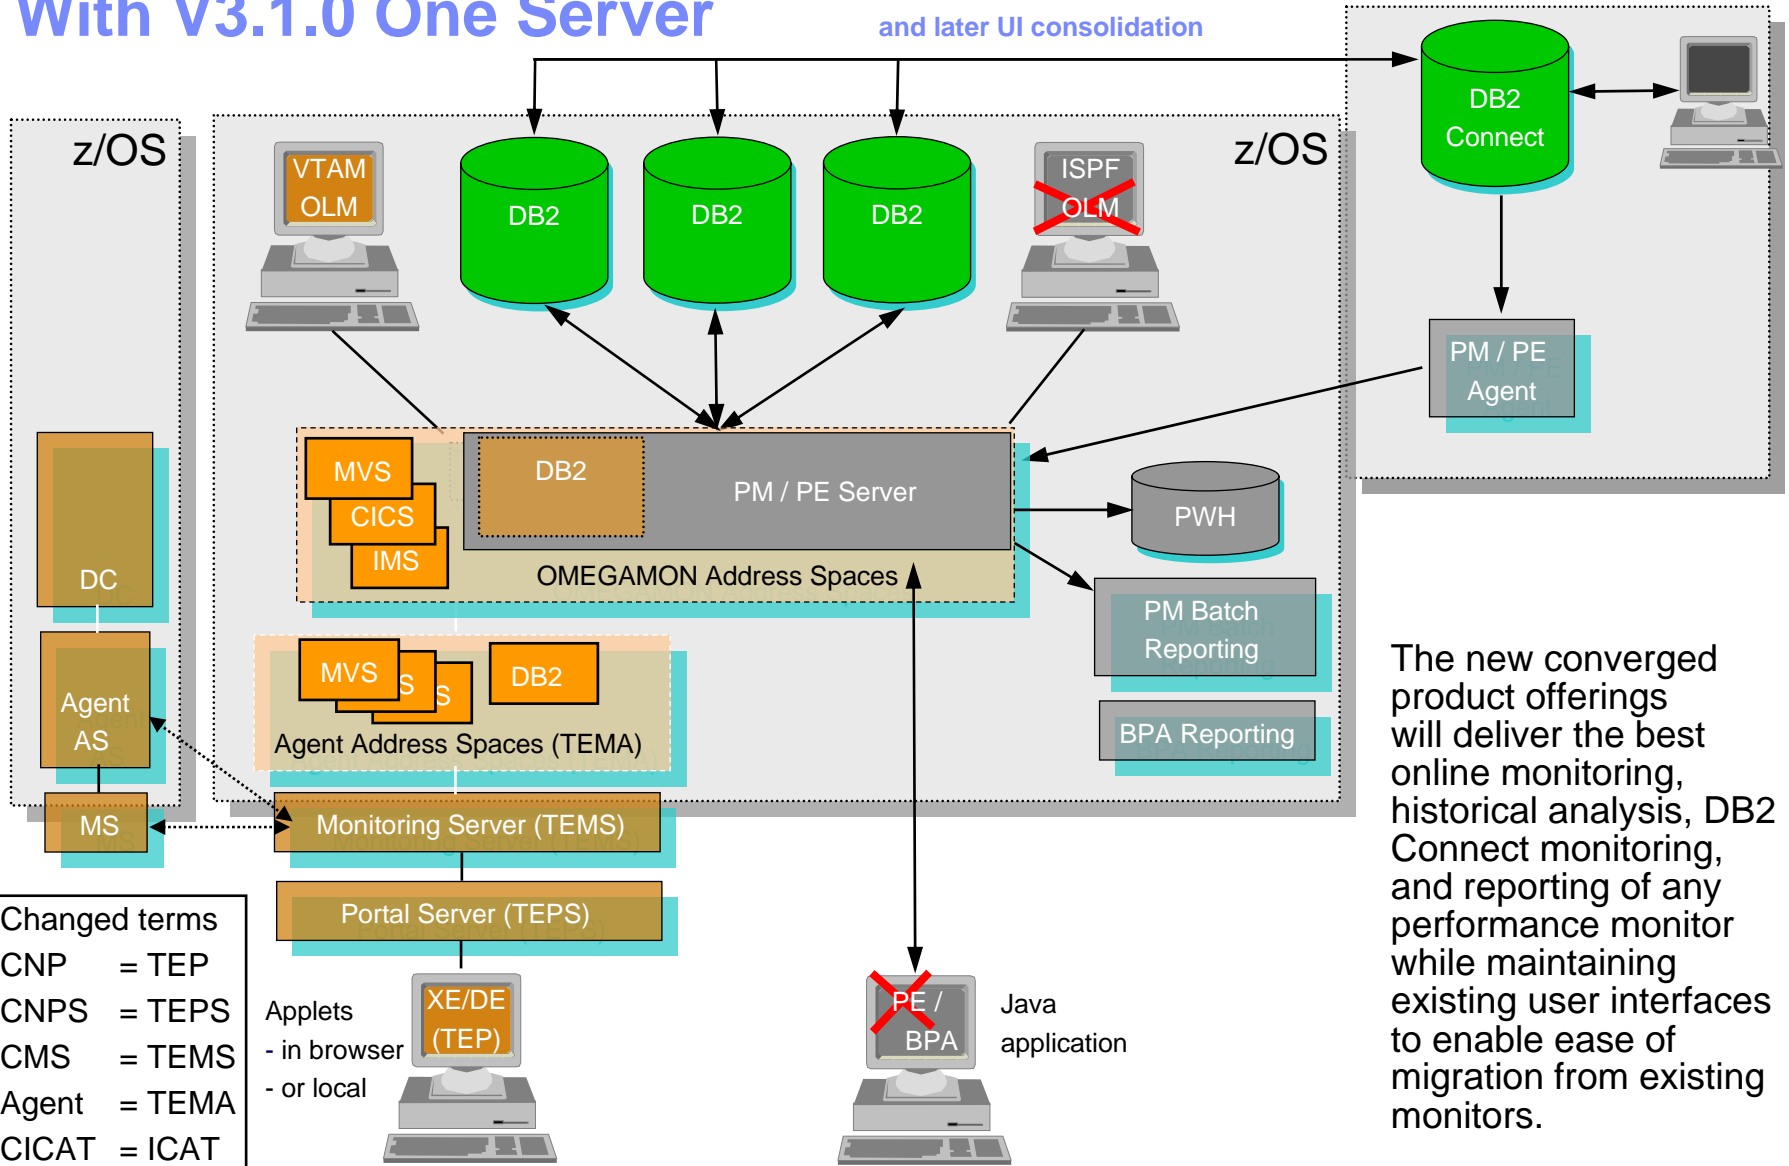 With V3.1.0 One Server
and later UI consolidation
z/OS
VTAM
OLM
DB2
DB2
DB2
ISPF
OLM
z/OS
DB2
Connect
PM / PE
Agent
MVS
CICS
IMS
DB2
PM / PE Server
OMEGAMON Address Spaces
PWH
PM Batch
Reporting
BPA Reporting
DC
Agent
AS
MS
MVS
S
S
DB2
Agent Address Spaces (TEMA)
Monitoring Server (TEMS)
Portal Server (TEPS)
XE/DE
(TEP)
Applets
- in browser
- or local
PE /
BPA
Java
application
Changed terms
CNP = TEP
CNPS = TEPS
CMS = TEMS
Agent = TEMA
CICAT = ICAT
The new converged
product offerings
will deliver the best
online monitoring,
historical analysis, DB2
Connect monitoring,
and reporting of any
performance monitor
while maintaining
existing user interfaces
to enable ease of
migration from existing
monitors.